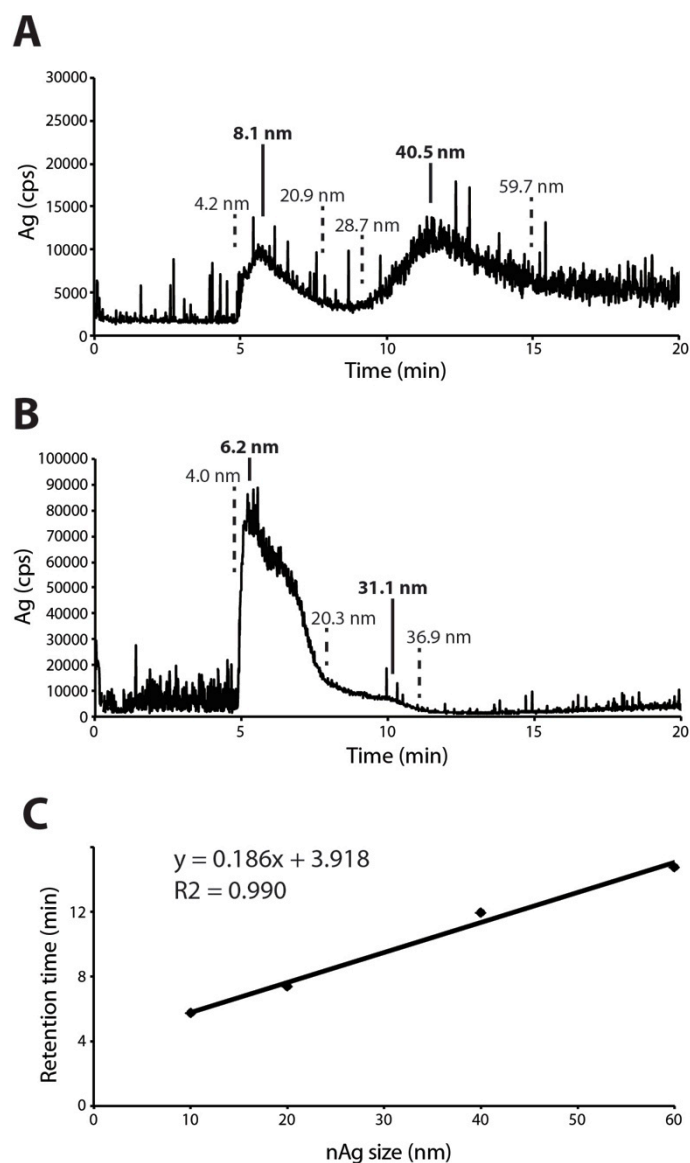 A
30000
25000
20000
15000
10000
5000
0
Ag (cps)
4.2 nm
8.1 nm
20.9 nm
28.7 nm
40.5 nm
59.7 nm
0 5 10 15 20
Time (min)
B
100000
90000
80000
70000
60000
50000
40000
30000
20000
10000
0
Ag (cps)
4.0 nm
6.2 nm
20.3 nm
31.1 nm
36.9 nm
0 5 10 15 20
Time (min)
C
y = 0.186x + 3.918
R2 = 0.990
12
8
4
0
Retention time (min)
0 10 20 30 40 50 60
nAg size (nm)